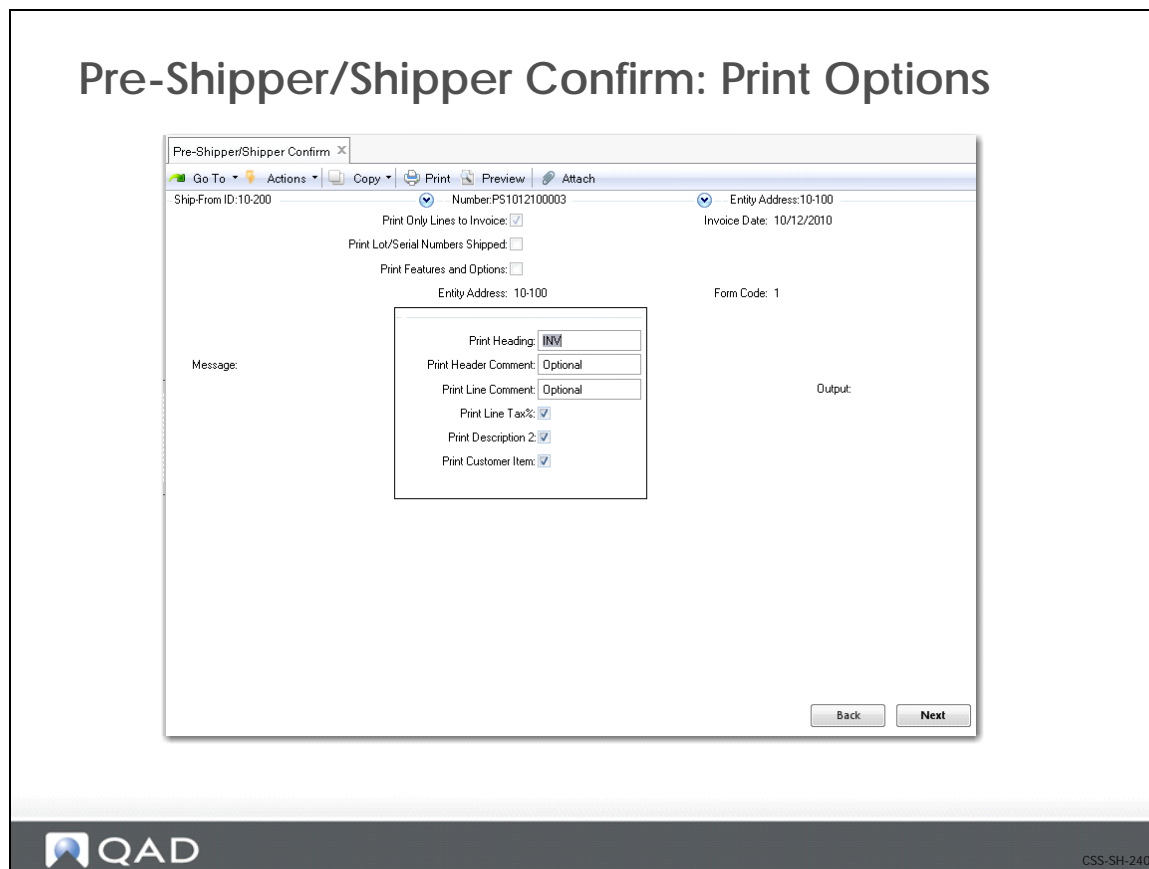 Pre-Shipper/Shipper Confirm: Print Options
Pre-Shipper/Shipper Confirm
Go To Actions Copy Print Preview Attach
Ship-From ID:10-200 Number:PS1012100003 Entity Address:10-100
Print Only Lines to Invoice: Invoice Date: 10/12/2010
Print Lot/Serial Numbers Shipped:
Print Features and Options:
Entity Address: 10-100 Form Code: 1
Print Heading: INV
Message: Print Header Comment: Optional
Print Line Comment: Optional Output:
Print Line Tax%:
Print Description 2:
Print Customer Item:
Back Next
QAD
CSS-SH-240